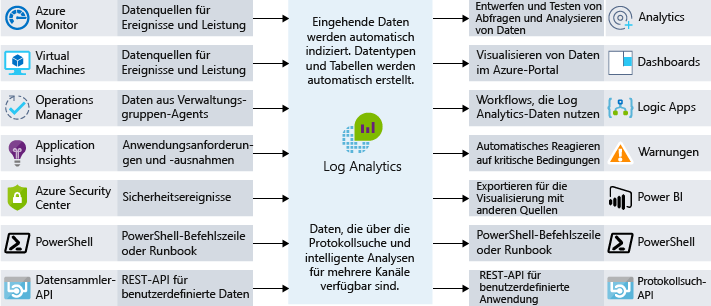 Azure
Monitor
Datenquellen für
Ereignisse und Leistung
Virtual
Machines
Datenquellen für
Ereignisse und Leistung
Operations
Manager
Daten aus Verwaltungs-
gruppen-Agents
Application
Insights
Anwendungsanforderun-
gen und -ausnahmen
Azure Security
Center
Sicherheitsereignisse
PowerShell
PowerShell-Befehlszeile
oder Runbook
Datensammler-
API
REST-API für
benutzerdefinierte Daten
Eingehende Daten
werden automatisch
indiziert. Datentypen
und Tabellen werden
automatisch erstellt.
Log Analytics
Daten, die über die
Protokollsuche und
intelligente Analysen
für mehrere Kanäle
verfügbar sind.
Entwerfen und Testen von
Abfragen und Analysieren
von Daten
Analytics
Visualisieren von Daten
im Azure-Portal
Dashboards
Workflows, die Log
Analytics-Daten nutzen
Logic Apps
Automatisches Reagieren
auf kritische Bedingungen
Warnungen
Exportieren für die
Visualisierung mit
anderen Quellen
Power BI
PowerShell-Befehlszeile
oder Runbook
PowerShell
REST-API für
benutzerdefinierte
Anwendung
Protokollsuch-
API